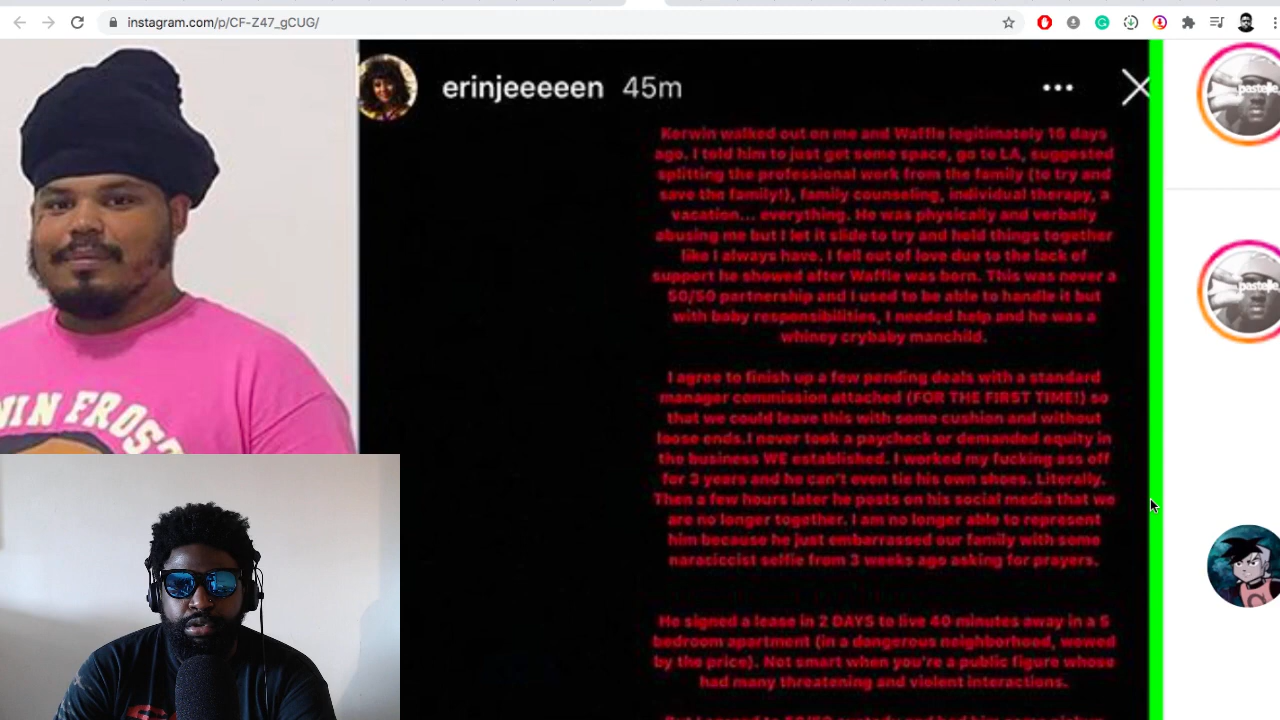 instagram.com/p/CF-Z47_gCUG/
erinjeeeeen 45m
Kerwin walked out on me and Waffle legitimately 10 days
ago. I told him to just get some space, go to LA, suggested
splitting the professional work from the family (to try and
save the family!), family counseling, individual therapy, a
vacation... everything. He was physically and verbally
abusing me but I let it slide to try and hold things together
like I always have. I fell out of love due to the lack of
support he showed after Waffle was born. This was never a
50/50 partnership and I used to be able to handle it but
with baby responsibilities, I needed help and he was a
whiney crybaby manchild.
I agree to finish up a few pending deals with a standard
manager commission attached (FOR THE FIRST TIME!) so
that we could leave this with some cushion and without
loose ends.I never took a paycheck or demanded equity in
the business WE established. I worked my fucking ass off
for 3 years and he can't even tie his own shoes. Literally.
Then a few hours later he posts on his social media that we
are no longer together. I am no longer able to represent
him because he just embarrassed our family with some
naraciccist selfie from 3 weeks ago asking for prayers.
He signed a lease in 2 DAYS to live 40 minutes away in a 5
bedroom apartment (in a dangerous neighborhood, wowed
by the price). Not smart when you're a public figure whose
had many threatening and violent interactions.
WIN FROST
pastelle
pastelle